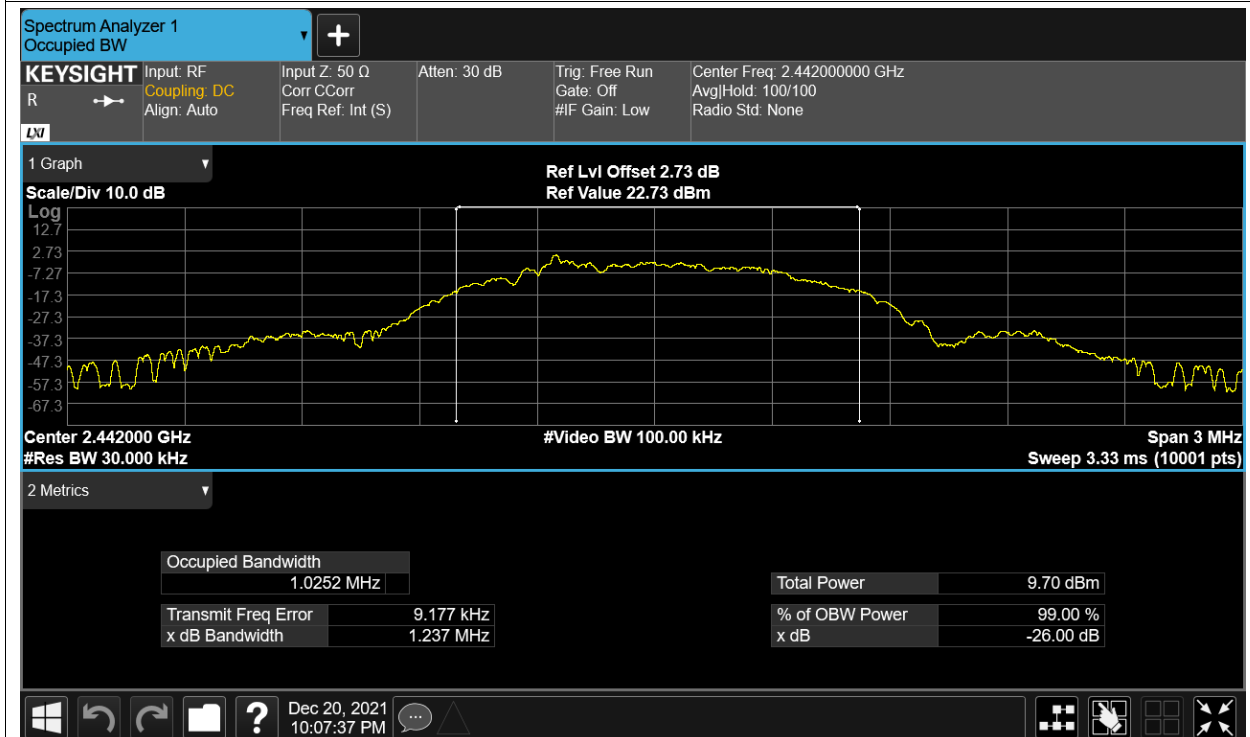 Spectrum Analyzer 1
Occupied BW
+
KEYSIGHT
R
LXI
Input: RF
Coupling: DC
Align: Auto
Input Z: 50 Ω
Corr CCorr
Freq Ref: Int (S)
Atten: 30 dB
Trig: Free Run
Gate: Off
#IF Gain: Low
Center Freq: 2.442000000 GHz
Avg|Hold: 100/100
Radio Std: None
1 Graph
Scale/Div 10.0 dB
Ref Lvl Offset 2.73 dB
Ref Value 22.73 dBm
Log
12.7
2.73
-7.27
-17.3
-27.3
-37.3
-47.3
-57.3
-67.3
Center 2.442000 GHz
#Res BW 30.000 kHz
#Video BW 100.00 kHz
Span 3 MHz
Sweep 3.33 ms (10001 pts)
2 Metrics
Occupied Bandwidth
1.0252 MHz
Transmit Freq Error 9.177 kHz
x dB Bandwidth 1.237 MHz
Total Power 9.70 dBm
% of OBW Power 99.00 %
x dB -26.00 dB
?
Dec 20, 2021
10:07:37 PM